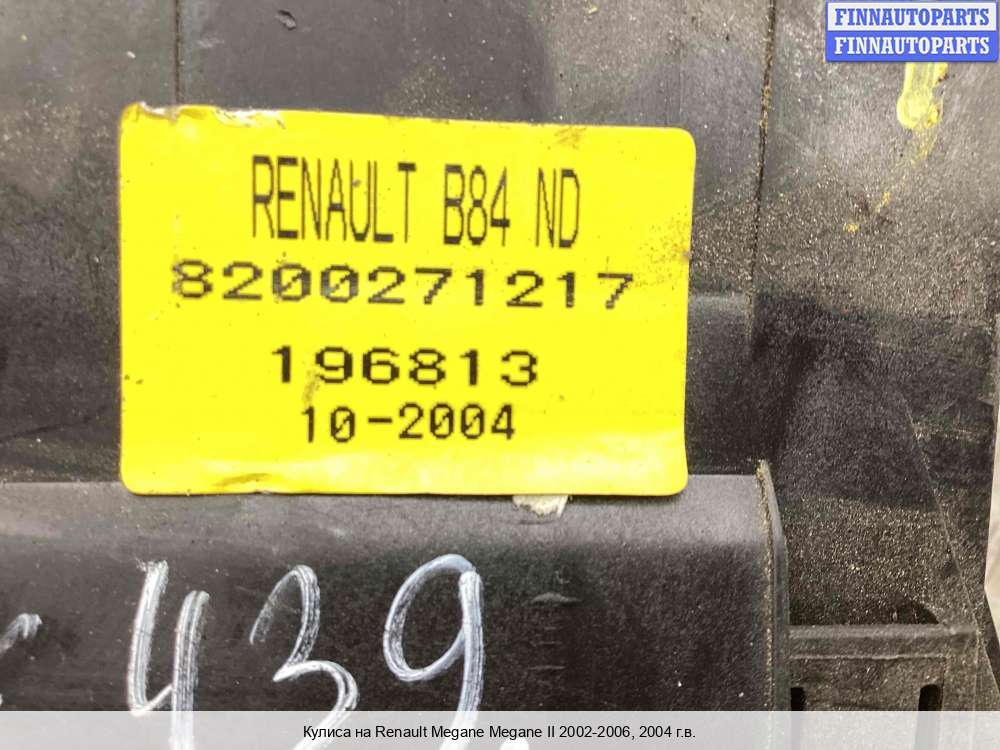 FINNAUTOPARTS
FINNAUTOPARTS
RENAULT B84 ND
8200271217
196813
10-2004
439
Кулиса на Renault Megane Megane II 2002-2006, 2004 г.в.